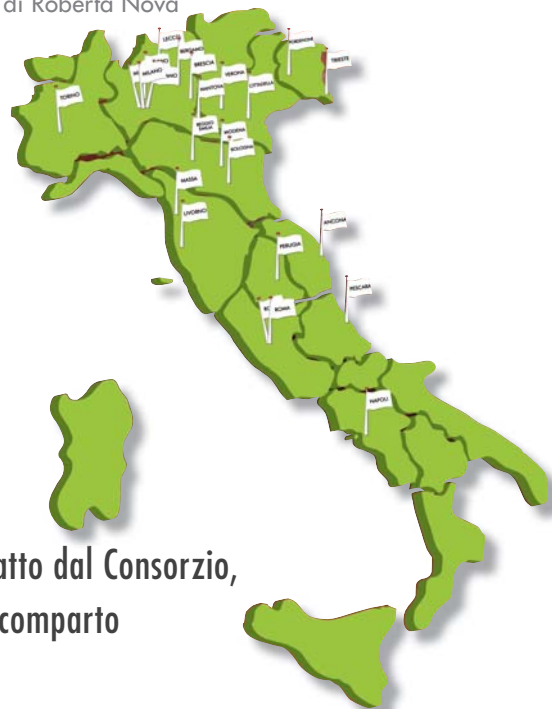 di Roberta Nova
LECCO
PORDENONE
BERGAMO
TRIESTE
BRESCIA
MILANO
VERONA
TORINO
MANTOVA
CITTADELLA
REGGIO
EMILIA
MODENA
BOLOGNA
MASSA
LIVORNO
ANCONA
PERUGIA
PESCARA
ROMA
NAPOLI
atto dal Consorzio,
comparto